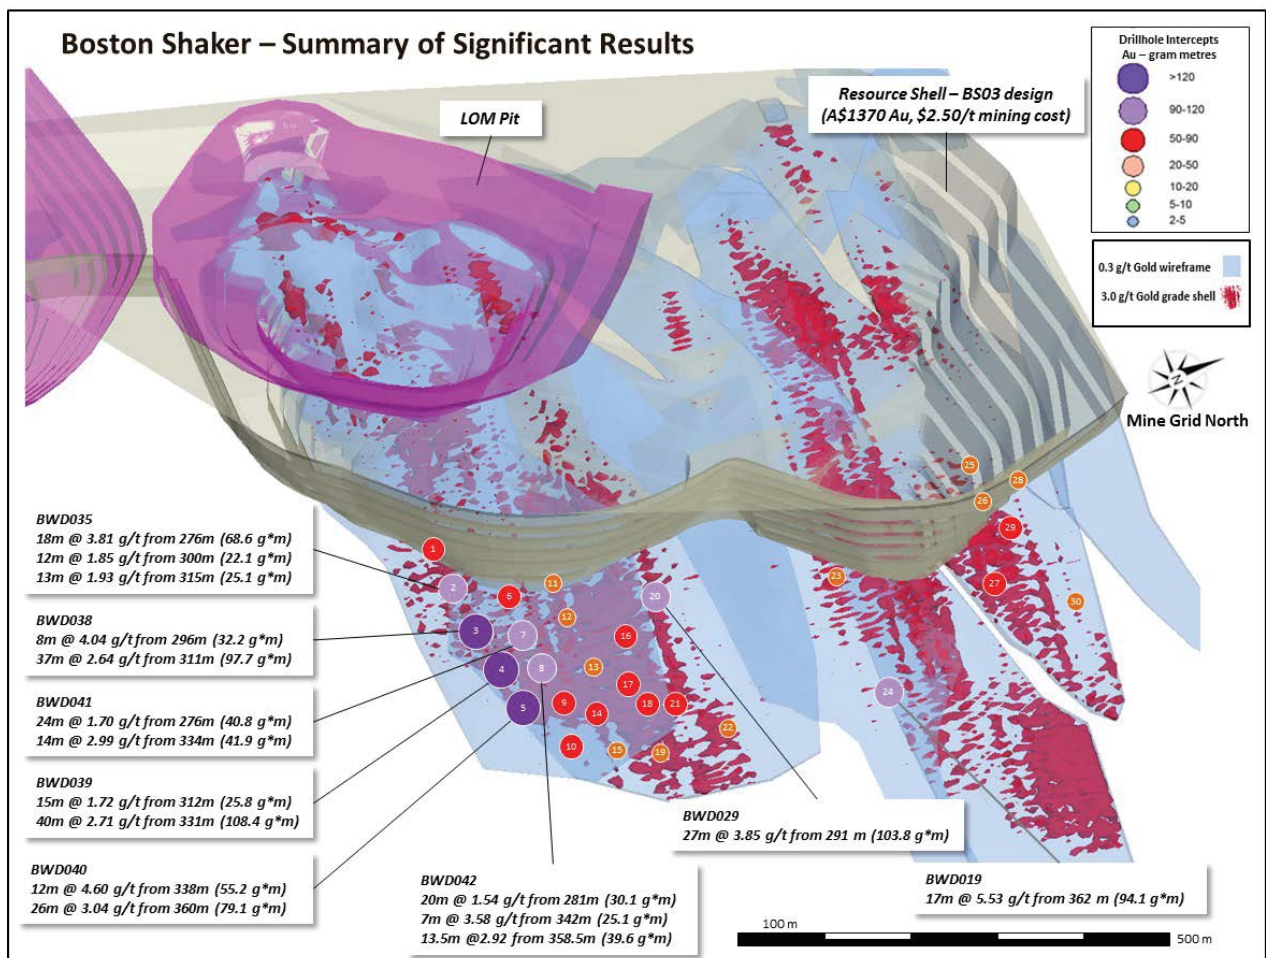 Boston Shaker – Summary of Significant Results
Drillhole Intercepts
Au – gram metres
>120
90-120
50-90
20-50
10-20
5-10
2-5
0.3 g/t Gold wireframe
3.0 g/t Gold grade shell
N
Mine Grid North
LOM Pit
Resource Shell – BS03 design
(A$1370 Au, $2.50/t mining cost)
25
28
26
29
1
11
23
27
2
6
20
30
12
3
7
16
4
8
13
17
24
5
9
14
18
21
22
10
15
19
BWD035
18m @ 3.81 g/t from 276m (68.6 g*m)
12m @ 1.85 g/t from 300m (22.1 g*m)
13m @ 1.93 g/t from 315m (25.1 g*m)
BWD038
8m @ 4.04 g/t from 296m (32.2 g*m)
37m @ 2.64 g/t from 311m (97.7 g*m)
BWD041
24m @ 1.70 g/t from 276m (40.8 g*m)
14m @ 2.99 g/t from 334m (41.9 g*m)
BWD039
15m @ 1.72 g/t from 312m (25.8 g*m)
40m @ 2.71 g/t from 331m (108.4 g*m)
BWD040
12m @ 4.60 g/t from 338m (55.2 g*m)
26m @ 3.04 g/t from 360m (79.1 g*m)
BWD042
20m @ 1.54 g/t from 281m (30.1 g*m)
7m @ 3.58 g/t from 342m (25.1 g*m)
13.5m @2.92 from 358.5m (39.6 g*m)
BWD029
27m @ 3.85 g/t from 291 m (103.8 g*m)
BWD019
17m @ 5.53 g/t from 362 m (94.1 g*m)
100 m
500 m